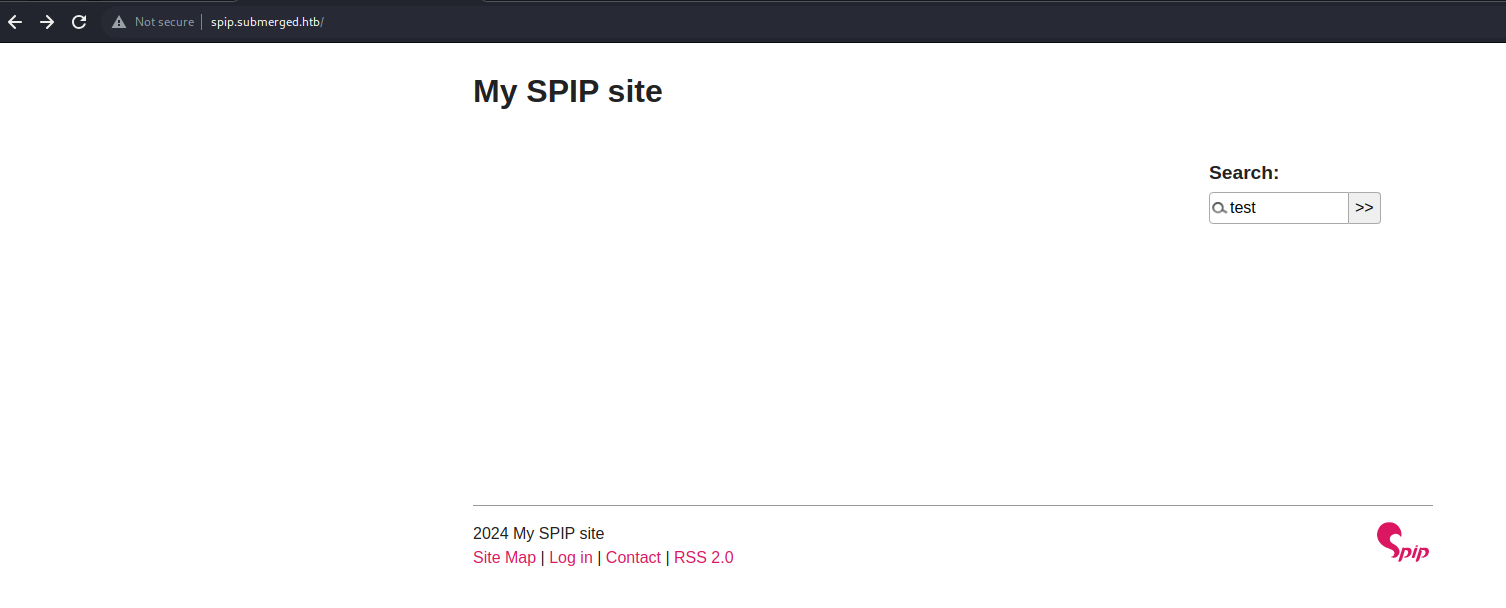 Not secure | spip.submerged.htb/
My SPIP site
Search:
test >>
2024 My SPIP site
Site Map | Log in | Contact | RSS 2.0
Spip